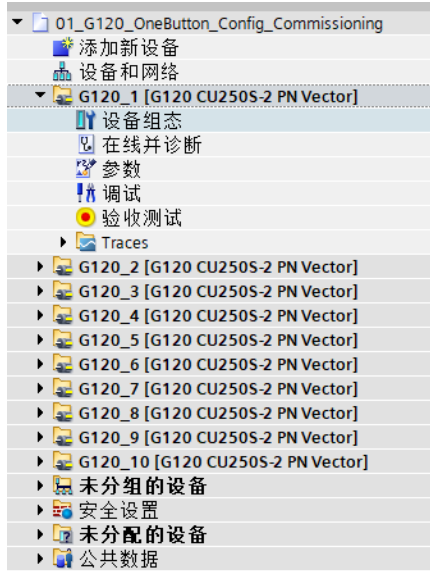 01_G120_OneButton_Config_Commissioning
添加新设备
设备和网络
G120_1 [G120 CU250S-2 PN Vector]
设备组态
在线并诊断
参数
调试
验收测试
Traces
G120_2 [G120 CU250S-2 PN Vector]
G120_3 [G120 CU250S-2 PN Vector]
G120_4 [G120 CU250S-2 PN Vector]
G120_5 [G120 CU250S-2 PN Vector]
G120_6 [G120 CU250S-2 PN Vector]
G120_7 [G120 CU250S-2 PN Vector]
G120_8 [G120 CU250S-2 PN Vector]
G120_9 [G120 CU250S-2 PN Vector]
G120_10 [G120 CU250S-2 PN Vector]
未分组的设备
安全设置
未分配的设备
公共数据